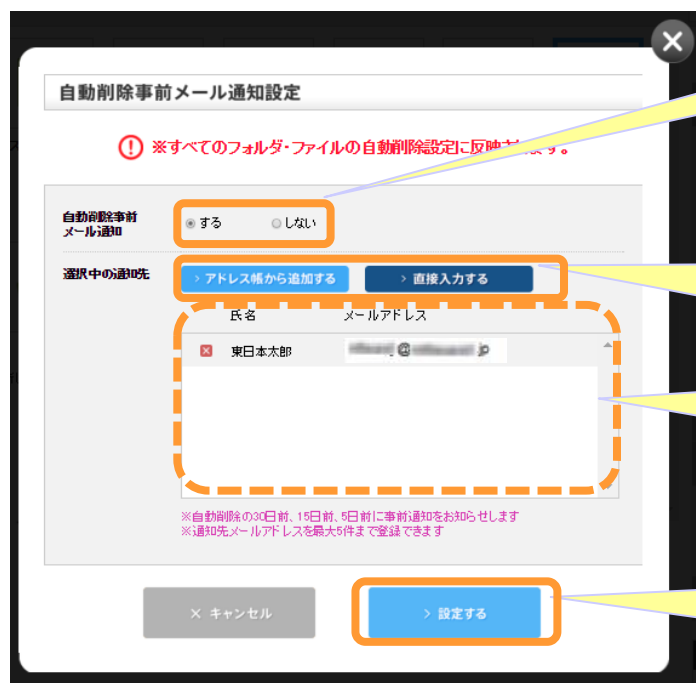 自動削除事前メール通知設定
※すべてのフォルダ・ファイルの自動削除設定に反映されます。
自動削除事前
メール通知
する
しない
選択中の通知先
> アドレス帳から追加する
> 直接入力する
氏名
メールアドレス
東日本太郎
@ jp
※自動削除の30日前、15日前、5日前に事前通知をお知らせします
※通知先メールアドレスを最大5件まで登録できます
× キャンセル
> 設定する